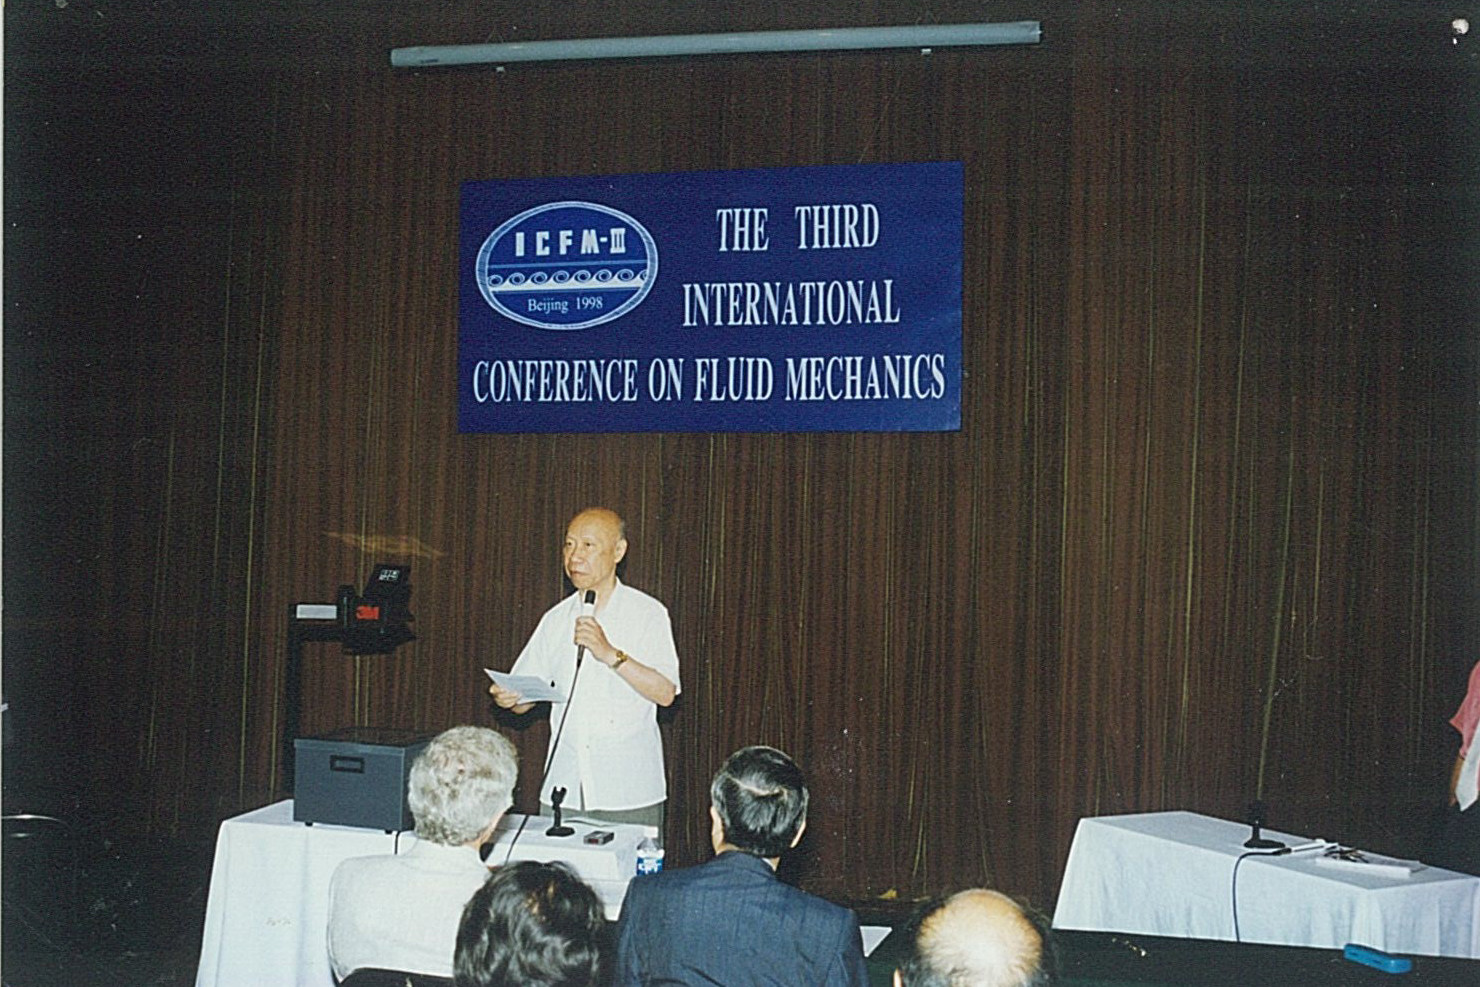 ICFM-III
Beijing 1998
THE THIRD
INTERNATIONAL
CONFERENCE ON FLUID MECHANICS
3M